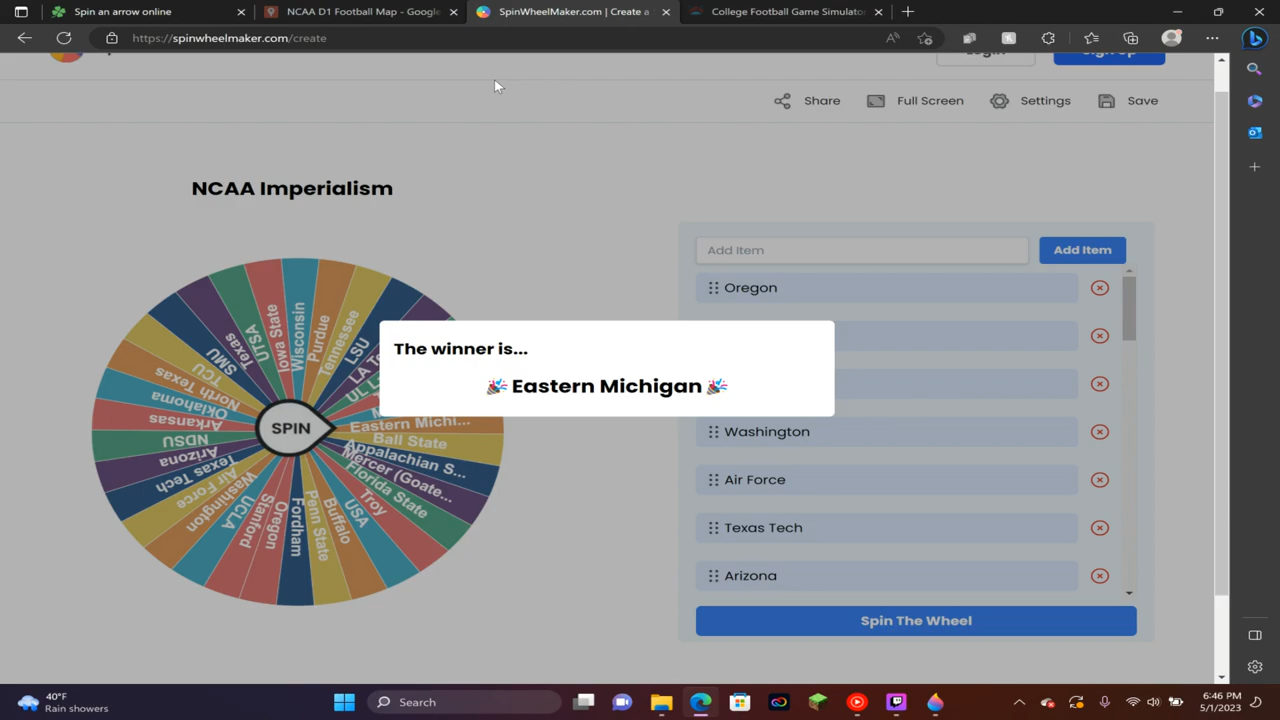 Spin an arrow online
NCAA D1 Football Map - Google
SpinWheelMaker.com | Create a
College Football Game Simulator
https://spinwheelmaker.com/create
Share
Full Screen
Settings
Save
NCAA Imperialism
Add Item
Add Item
Oregon
Washington
Air Force
Texas Tech
Arizona
Spin The Wheel
The winner is...
🎉 Eastern Michigan 🎉
SPIN
Eastern Michi...
Ball State
Appalachian S...
Mercer (Goate...
Florida State
Troy
USA
Buffalo
Penn State
Fordham
Oregon
Stanford
UCLA
Washington
Air Force
Texas Tech
Arizona
NDSU
Arkansas
Oklahoma
North Texas
TCU
SMU
Texas
UTSA
Iowa State
Wisconsin
Purdue
Tennessee
LSU
40°F
Rain showers
Search
6:46 PM
5/1/2023